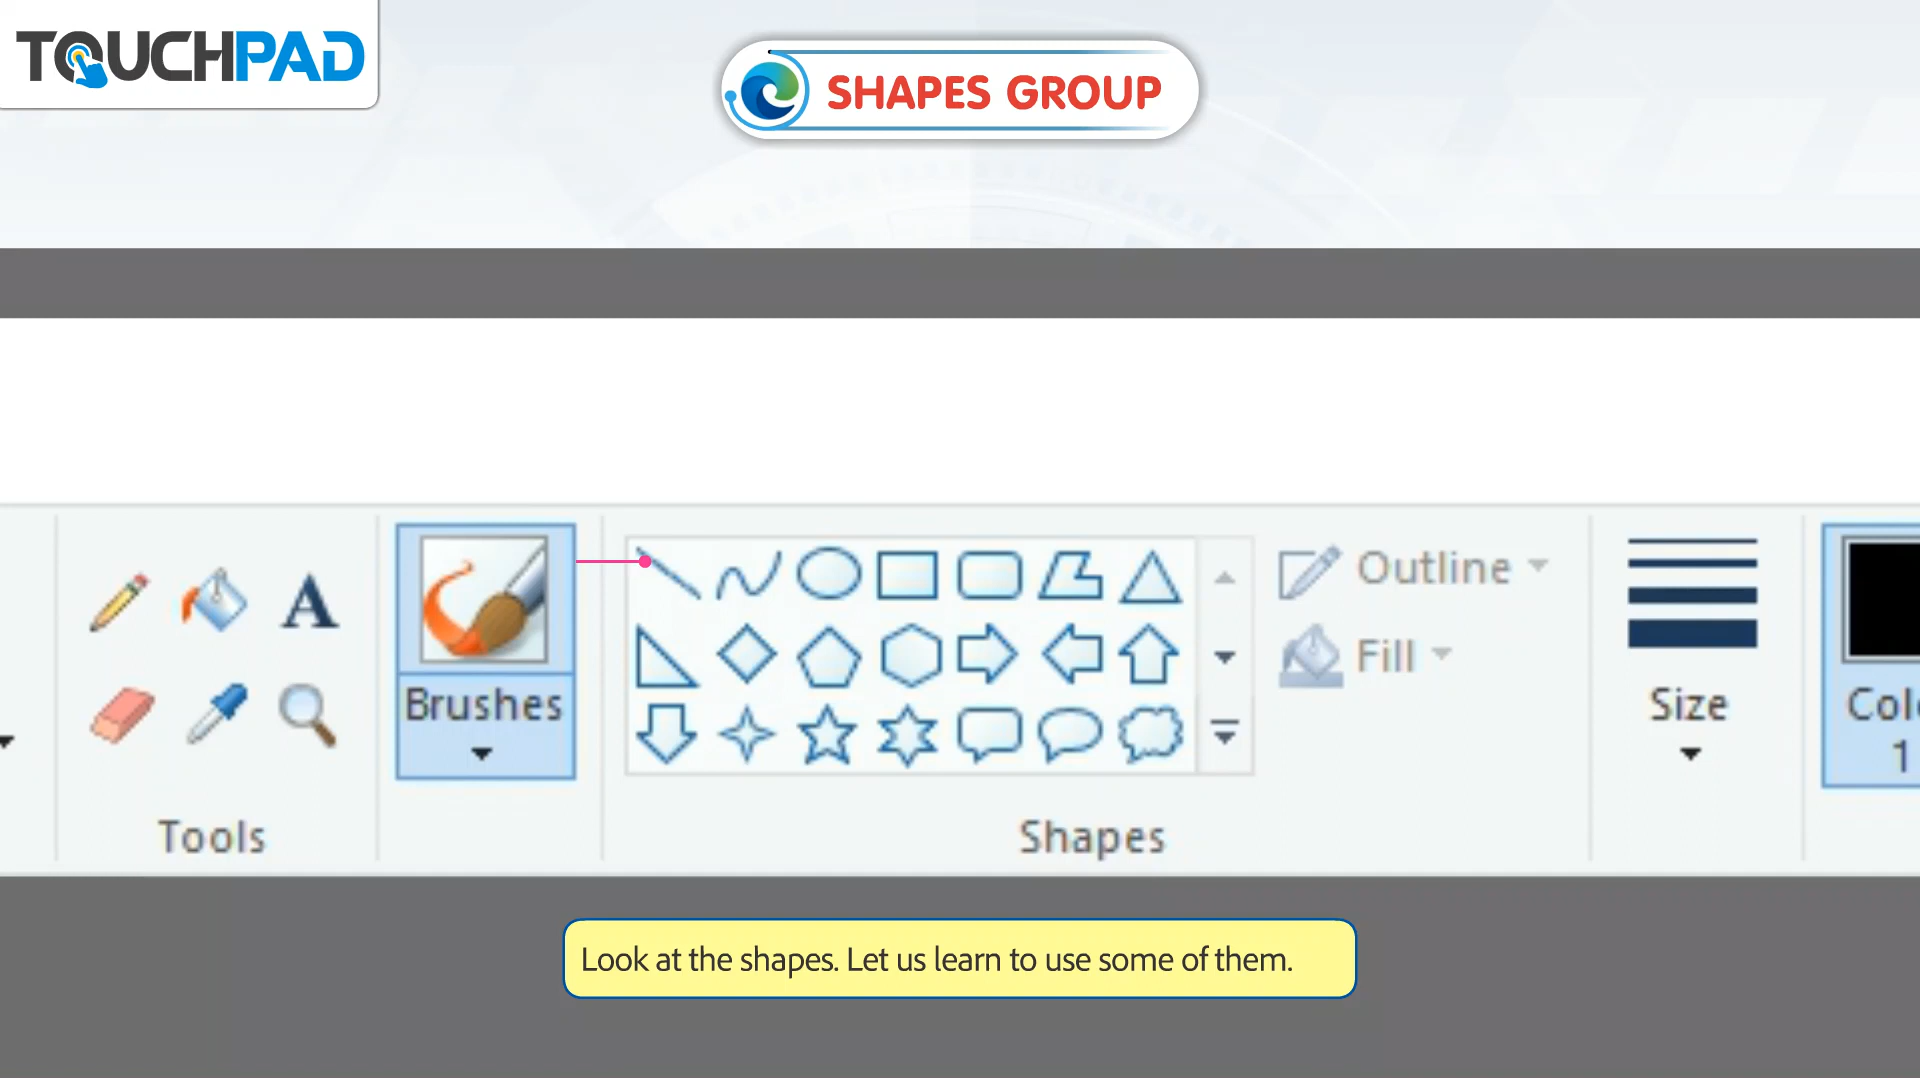 TOUCHPAD
SHAPES GROUP
Outline
Fill
Brushes
Size
1
Tools
Shapes
Look at the shapes. Let us learn to use some of them.